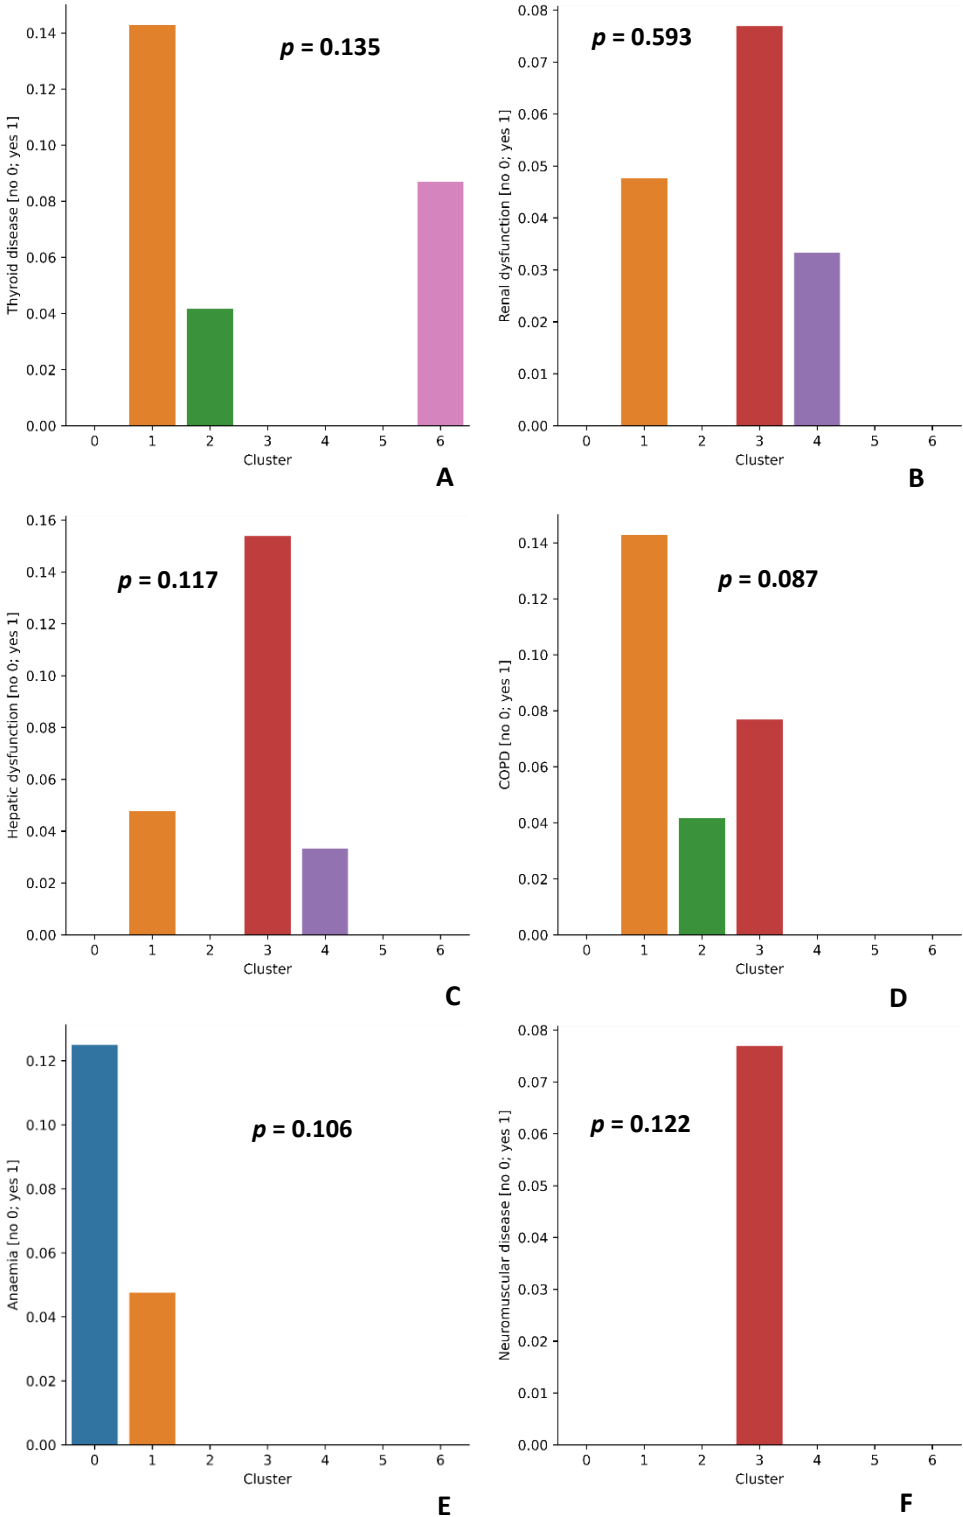 Thyroid disease [no 0; yes 1]
0.14
0.12
0.10
0.08
0.06
0.04
0.02
0.00
p = 0.135
0 1 2 3 4 5 6
Cluster
A
Renal dysfunction [no 0; yes 1]
0.08
0.07
0.06
0.05
0.04
0.03
0.02
0.01
0.00
p = 0.593
0 1 2 3 4 5 6
Cluster
B
Hepatic dysfunction [no 0; yes 1]
0.16
0.14
0.12
0.10
0.08
0.06
0.04
0.02
0.00
p = 0.117
0 1 2 3 4 5 6
Cluster
C
COPD [no 0; yes 1]
0.14
0.12
0.10
0.08
0.06
0.04
0.02
0.00
p = 0.087
0 1 2 3 4 5 6
Cluster
D
Anaemia [no 0; yes 1]
0.12
0.10
0.08
0.06
0.04
0.02
0.00
p = 0.106
0 1 2 3 4 5 6
Cluster
E
Neuromuscular disease [no 0; yes 1]
0.08
0.07
0.06
0.05
0.04
0.03
0.02
0.01
0.00
p = 0.122
0 1 2 3 4 5 6
Cluster
F